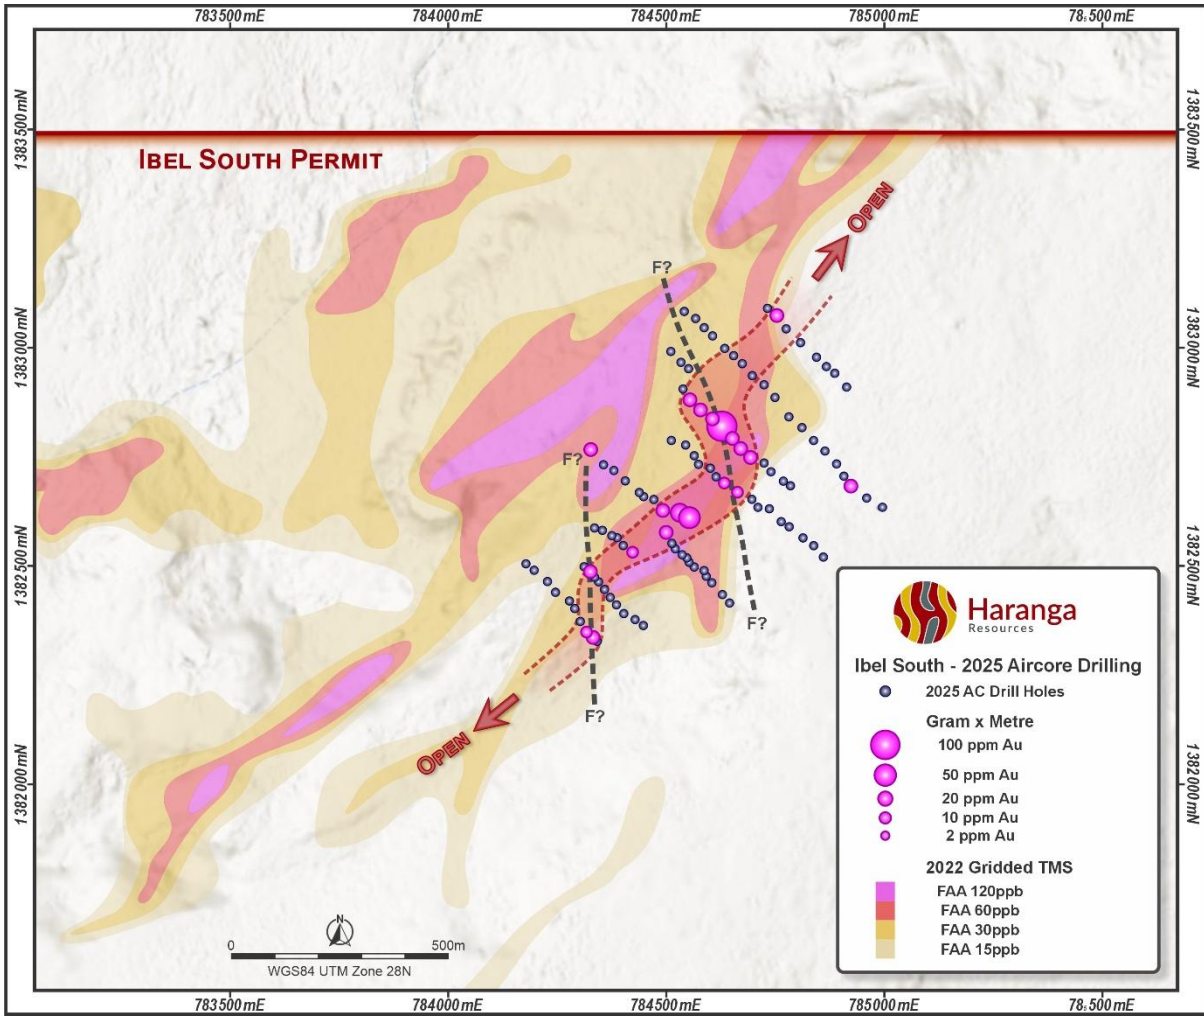 783500mE 784000mE 784500mE 785000mE 78₅500mE
1383500mN
1383500mN
IBEL SOUTH PERMIT
OPEN
F?
1383000mN
1383000mN
F?
1382500mN
1382500mN
F?
F?
OPEN
1382000mN
1382000mN
Haranga
Resources
Ibel South - 2025 Aircore Drilling
2025 AC Drill Holes
Gram x Metre
100 ppm Au
50 ppm Au
20 ppm Au
10 ppm Au
2 ppm Au
2022 Gridded TMS
FAA 120ppb
FAA 60ppb
FAA 30ppb
FAA 15ppb
N
0 500m
WGS84 UTM Zone 28N
783500mE 784000mE 784500mE 785000mE 78₅500mE